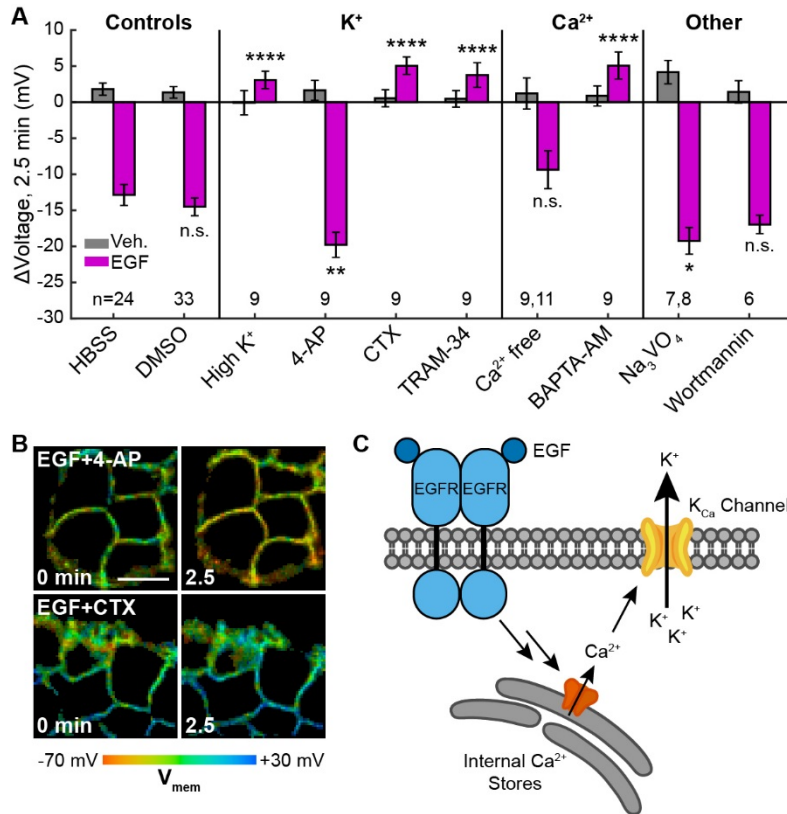 A
Controls
K⁺
Ca²⁺
Other
ΔVoltage, 2.5 min (mV)
10
5
0
-5
-10
-15
-20
-25
-30
****
****
****
****
n.s.
**
n.s.
*
n.s.
Veh.
EGF
n=24
33
9
9
9
9
9,11
9
7,8
6
HBSS
DMSO
High K⁺
4-AP
CTX
TRAM-34
Ca²⁺ free
BAPTA-AM
Na₃VO₄
Wortmannin
B
EGF+4-AP
0 min
2.5
EGF+CTX
0 min
2.5
-70 mV
+30 mV
Vₘₑₘ
C
EGF
EGFR
EGFR
K⁺
K_Ca Channel
K⁺
K⁺
K⁺
Ca²⁺
Internal Ca²⁺
Stores